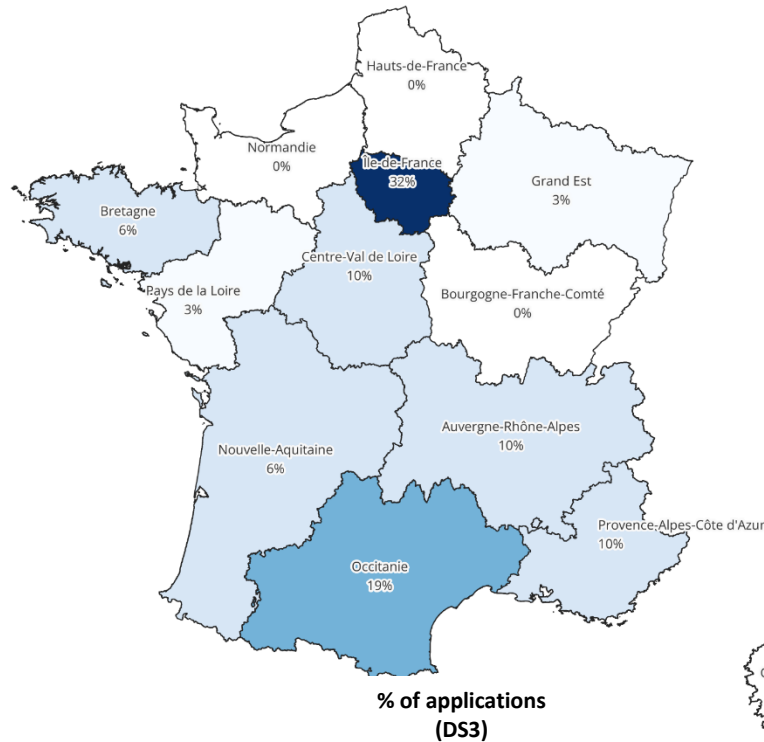 Hauts-de-France
0%
Normandie
0%
Île-de-France
32%
Grand Est
3%
Bretagne
6%
Centre-Val de Loire
10%
Pays de la Loire
3%
Bourgogne-Franche-Comté
0%
Auvergne-Rhône-Alpes
10%
Nouvelle-Aquitaine
6%
Provence-Alpes-Côte d'Azur
10%
Occitanie
19%
% of applications
(DS3)